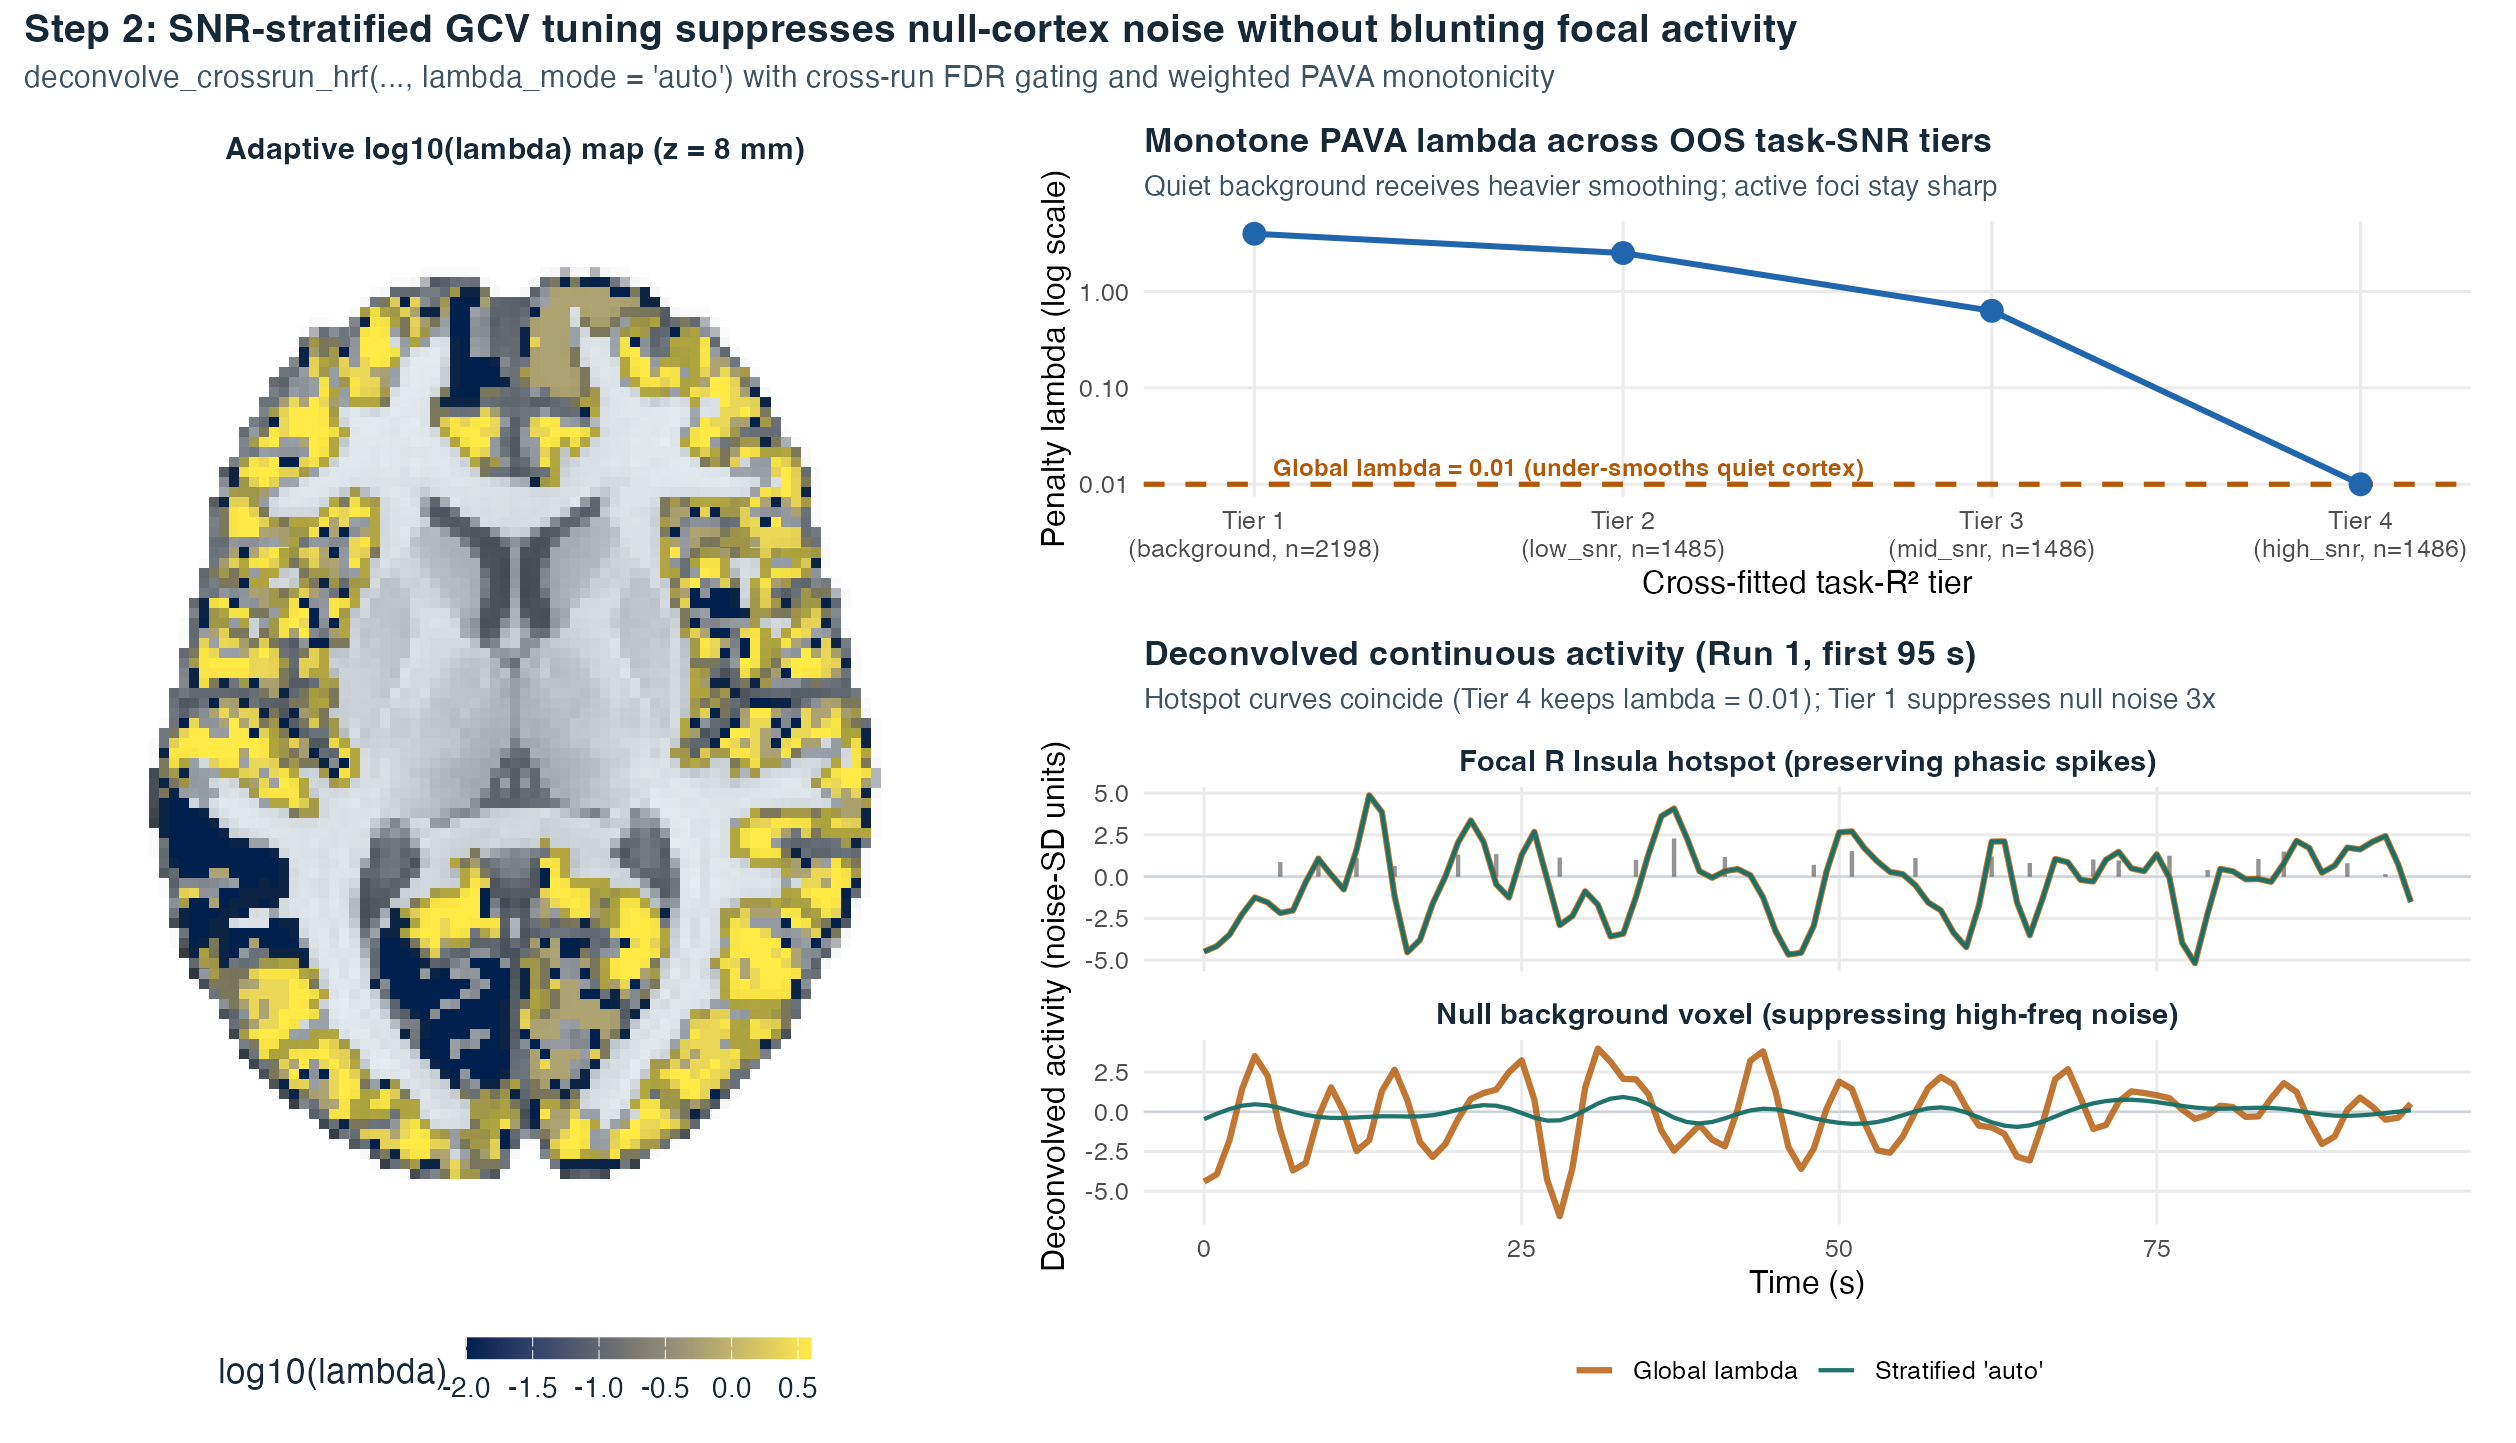 Step 2: SNR-stratified GCV tuning suppresses null-cortex noise without blunting focal activity
deconvolve_crossrun_hrf(..., lambda_mode = 'auto') with cross-run FDR gating and weighted PAVA monotonicity
Adaptive log10(lambda) map (z = 8 mm)
log10(lambda)
-2.0 -1.5 -1.0 -0.5 0.0 0.5
Monotone PAVA lambda across OOS task-SNR tiers
Quiet background receives heavier smoothing; active foci stay sharp
Penalty lambda (log scale)
1.00
0.10
0.01
Global lambda = 0.01 (under-smooths quiet cortex)
Tier 1 Tier 2 Tier 3 Tier 4
(background, n=2198) (low_snr, n=1485) (mid_snr, n=1486) (high_snr, n=1486)
Cross-fitted task-R² tier
Deconvolved continuous activity (Run 1, first 95 s)
Hotspot curves coincide (Tier 4 keeps lambda = 0.01); Tier 1 suppresses null noise 3x
Deconvolved activity (noise-SD units)
Focal R Insula hotspot (preserving phasic spikes)
5.0
2.5
0.0
-2.5
-5.0
Null background voxel (suppressing high-freq noise)
2.5
0.0
-2.5
-5.0
0 25 50 75
Time (s)
Global lambda Stratified 'auto'